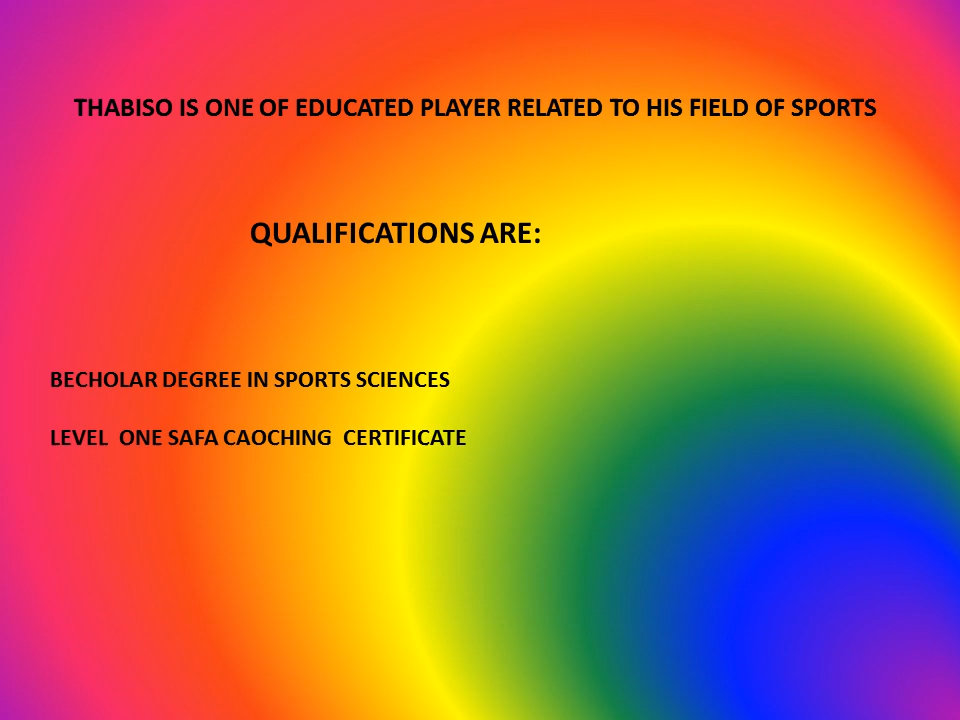 THABISO IS ONE OF EDUCATED PLAYER RELATED TO HIS FIELD OF SPORTS
QUALIFICATIONS ARE:
BECHOLAR DEGREE IN SPORTS SCIENCES
LEVEL  ONE SAFA CAOCHING  CERTIFICATE